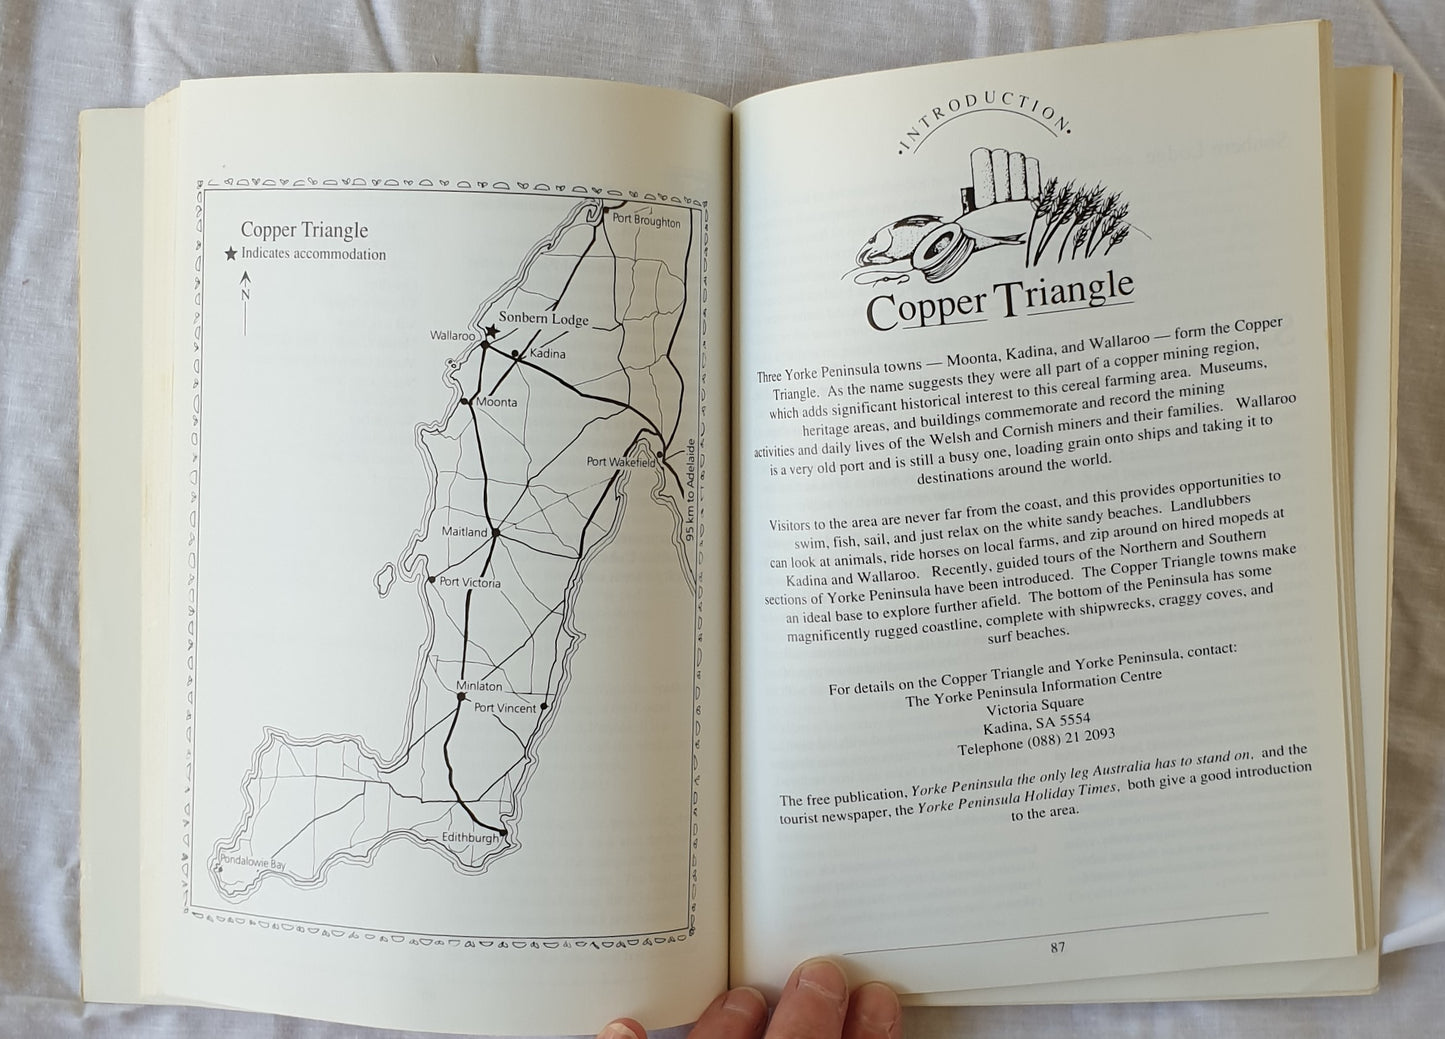 Copper Triangle
Indicates accommodation
N
Port Broughton
Sonbern Lodge
Wallaroo
Kadina
Moonta
Port Wakefield
95 km to Adelaide
Maitland
Port Victoria
Minlaton
Port Vincent
Edithburgh
Pondalowie Bay
•INTRODUCTION•
Copper Triangle
Three Yorke Peninsula towns — Moonta, Kadina, and Wallaroo — form the Copper
Triangle. As the name suggests they were all part of a copper mining region,
which adds significant historical interest to this cereal farming area. Museums,
heritage areas, and buildings commemorate and record the mining
activities and daily lives of the Welsh and Cornish miners and their families. Wallaroo
is a very old port and is still a busy one, loading grain onto ships and taking it to
destinations around the world.
Visitors to the area are never far from the coast, and this provides opportunities to
swim, fish, sail, and just relax on the white sandy beaches. Landlubbers
can look at animals, ride horses on local farms, and zip around on hired mopeds at
Kadina and Wallaroo. Recently, guided tours of the Northern and Southern
sections of Yorke Peninsula have been introduced. The Copper Triangle towns make
an ideal base to explore further afield. The bottom of the Peninsula has some
magnificently rugged coastline, complete with shipwrecks, craggy coves, and
surf beaches.
For details on the Copper Triangle and Yorke Peninsula, contact:
The Yorke Peninsula Information Centre
Victoria Square
Kadina, SA 5554
Telephone (088) 21 2093
The free publication, Yorke Peninsula the only leg Australia has to stand on, and the
tourist newspaper, the Yorke Peninsula Holiday Times, both give a good introduction
to the area.
87